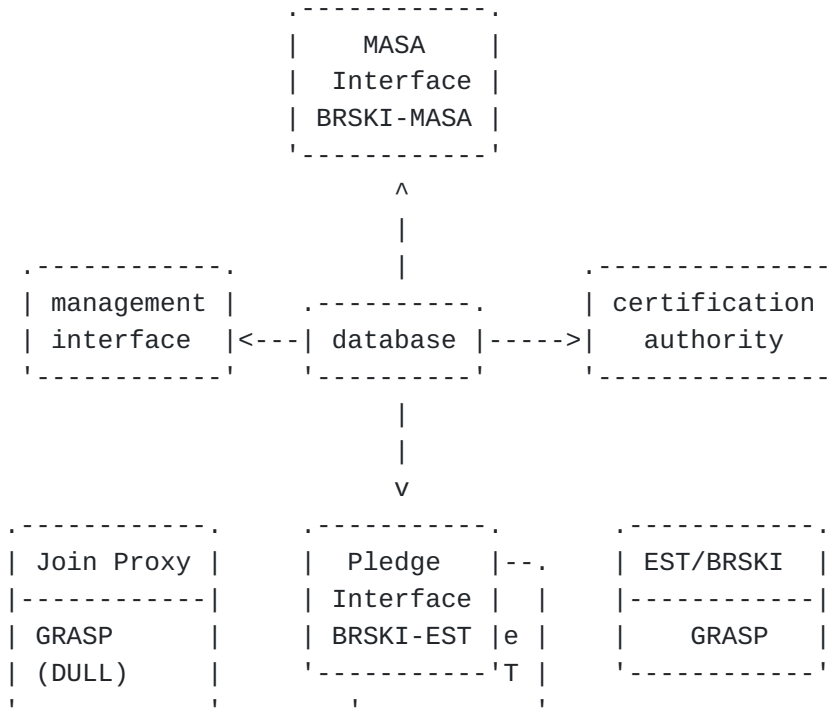 MASA
Interface
BRSKI-MASA
management
interface
database
certification
authority
Join Proxy
GRASP
(DULL)
Pledge
Interface
BRSKI-EST
e
T
EST/BRSKI
GRASP